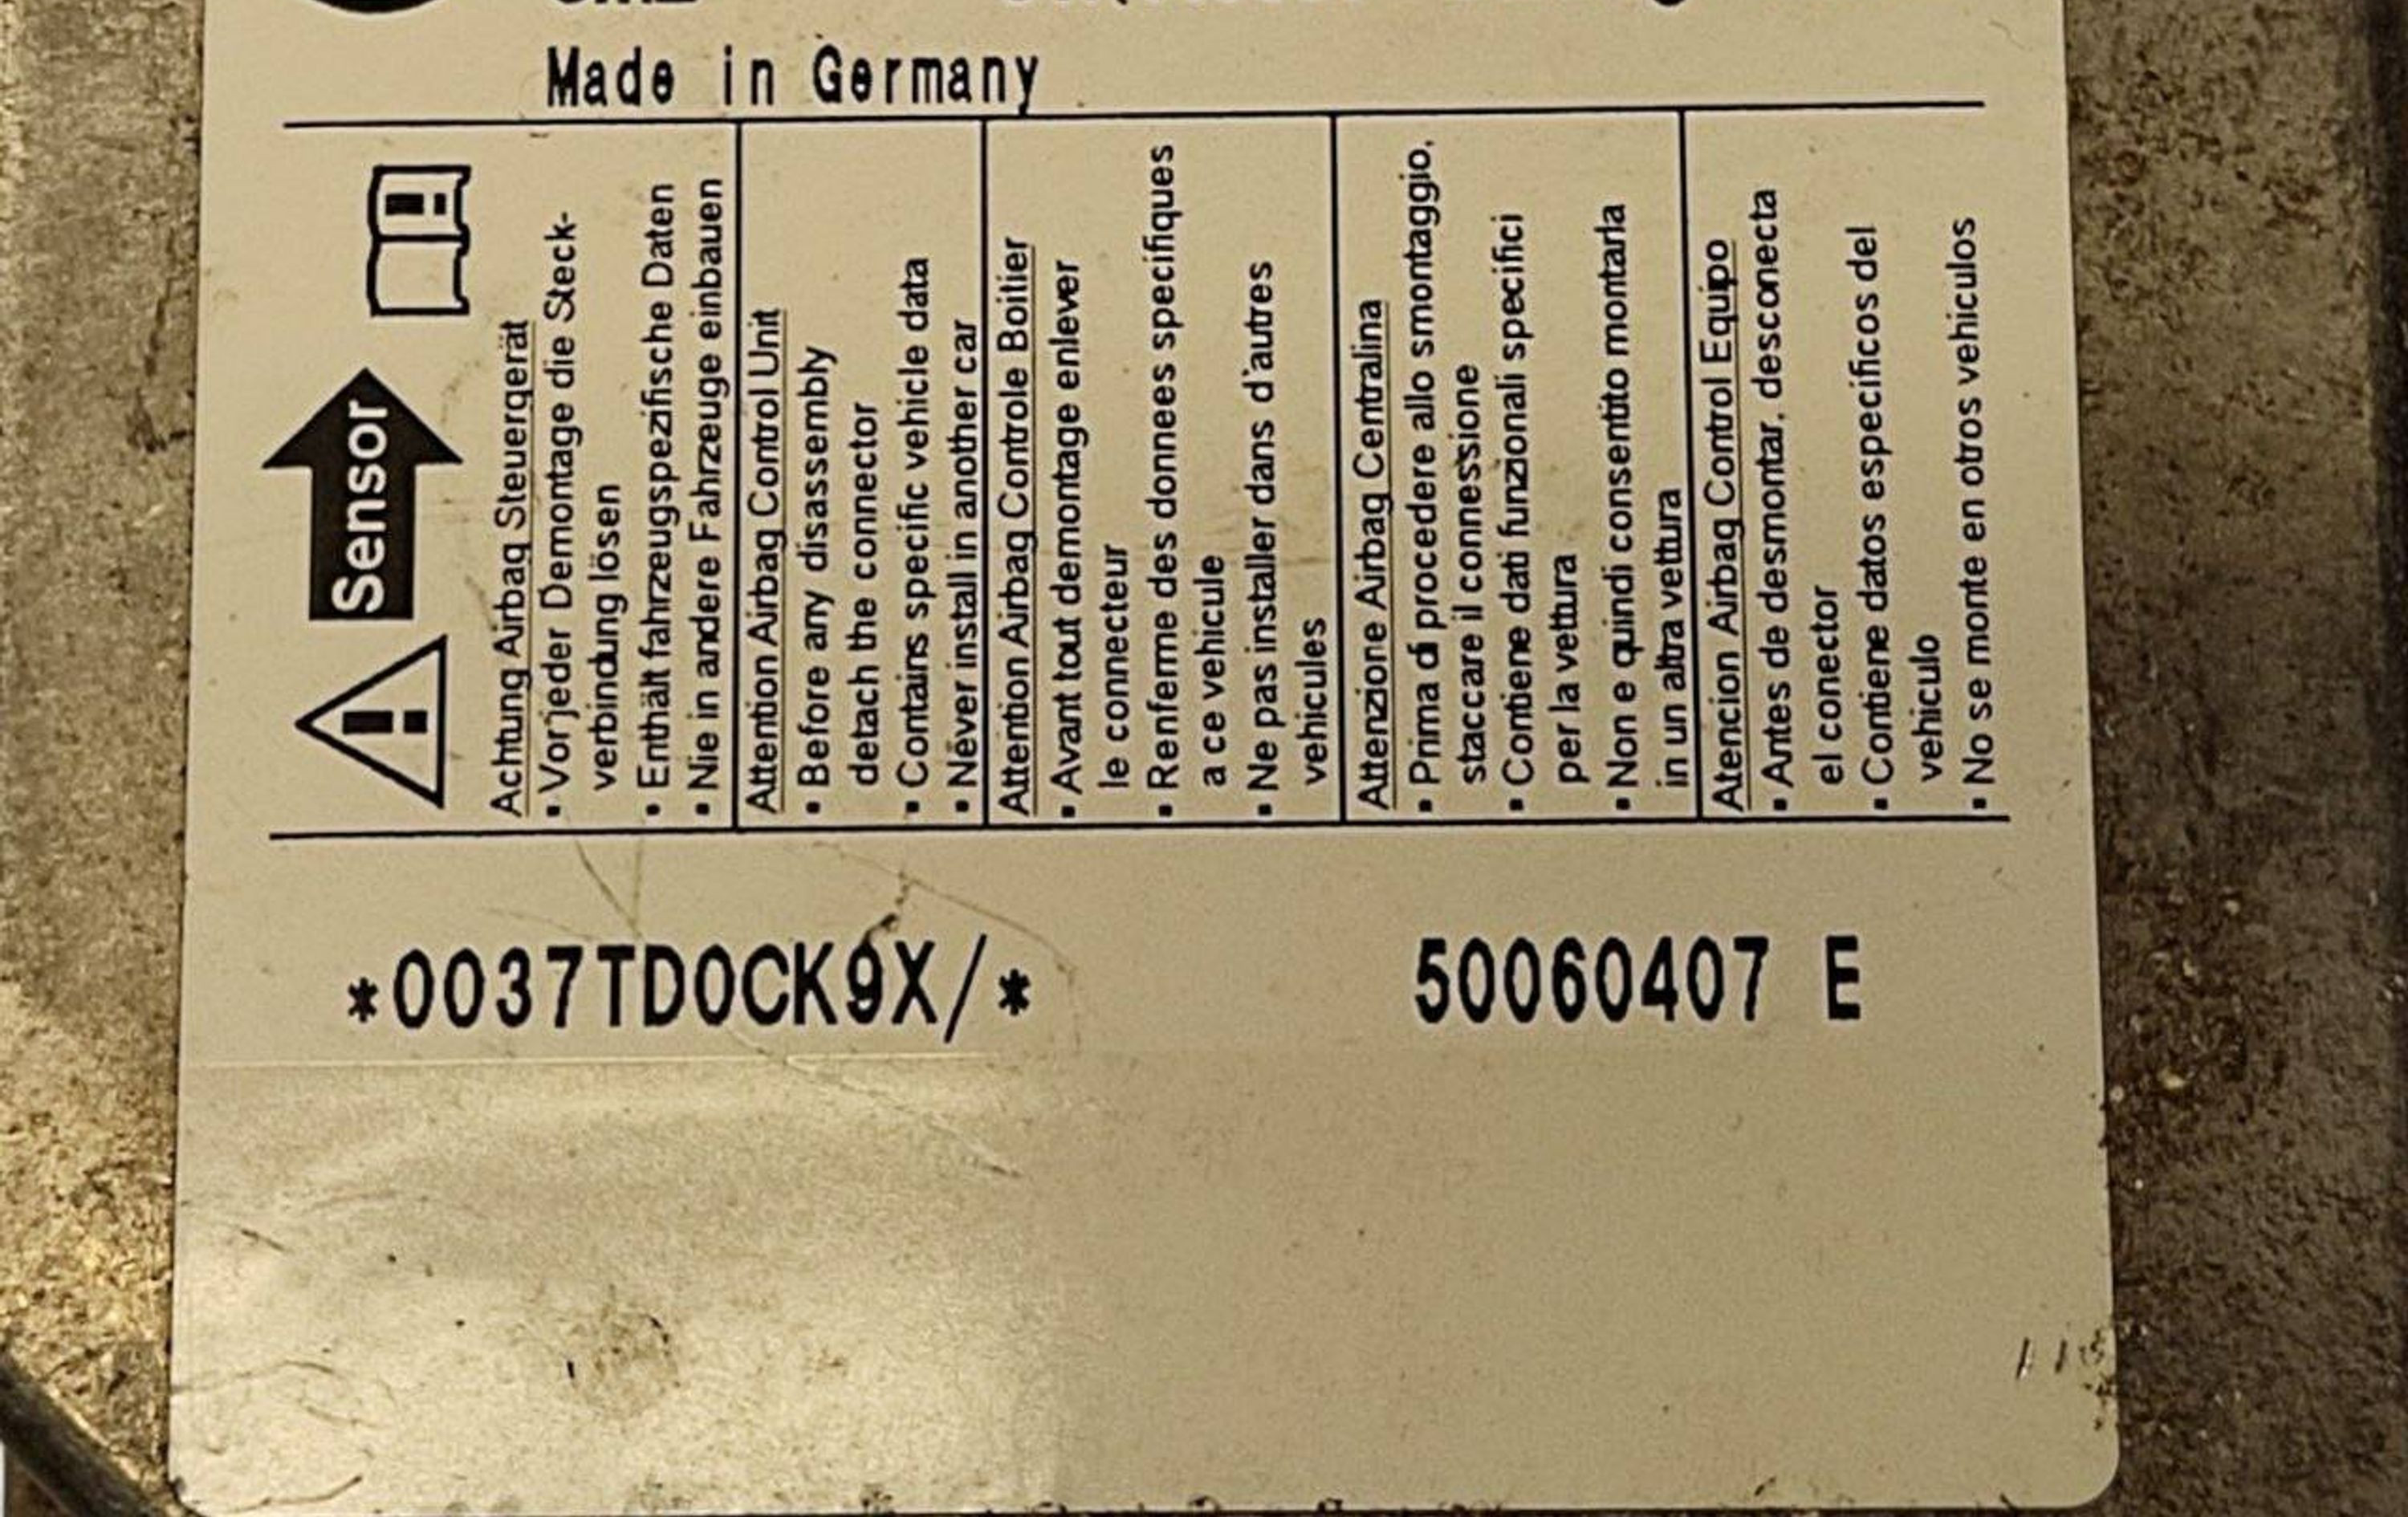 Made in Germany
Sensor
Achtung Airbag Steuergerät
▪ Vor jeder Demontage die Steck-
verbindung lösen
▪ Enthält fahrzeugspezifische Daten
▪ Nie in andere Fahrzeuge einbauen
Attention Airbag Control Unit
▪ Before any disassembly
detach the connector
▪ Contains specific vehicle data
▪ Never install in another car
Attention Airbag Controle Boitier
▪ Avant tout demontage enlever
le connecteur
▪ Renferme des donnees specifiques
a ce vehicule
▪ Ne pas installer dans d'autres
vehicules
Attenzione Airbag Centralina
▪ Prima di procedere allo smontaggio,
staccare il connessione
▪ Contiene dati funzionali specifici
per la vettura
▪ Non e quindi consentito montarla
in un altra vettura
Atencion Airbag Control Equipo
▪ Antes de desmontar, desconecta
el conector
▪ Contiene datos especificos del
vehiculo
▪ No se monte en otros vehiculos
*0037TD0CK9X/* 50060407 E